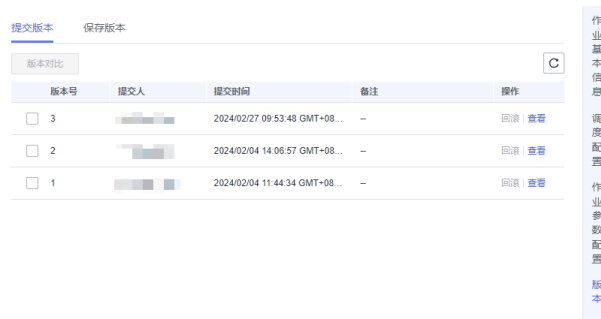 提交版本 保存版本
版本对比
版本号 提交人 提交时间 备注 操作
3 2024/02/27 09:53:48 GMT+08... -- 回滚 查看
2 2024/02/04 14:06:57 GMT+08... -- 回滚 查看
1 2024/02/04 11:44:34 GMT+08... -- 回滚 查看
作业基本信息
调度配置
作业参数配置
版本